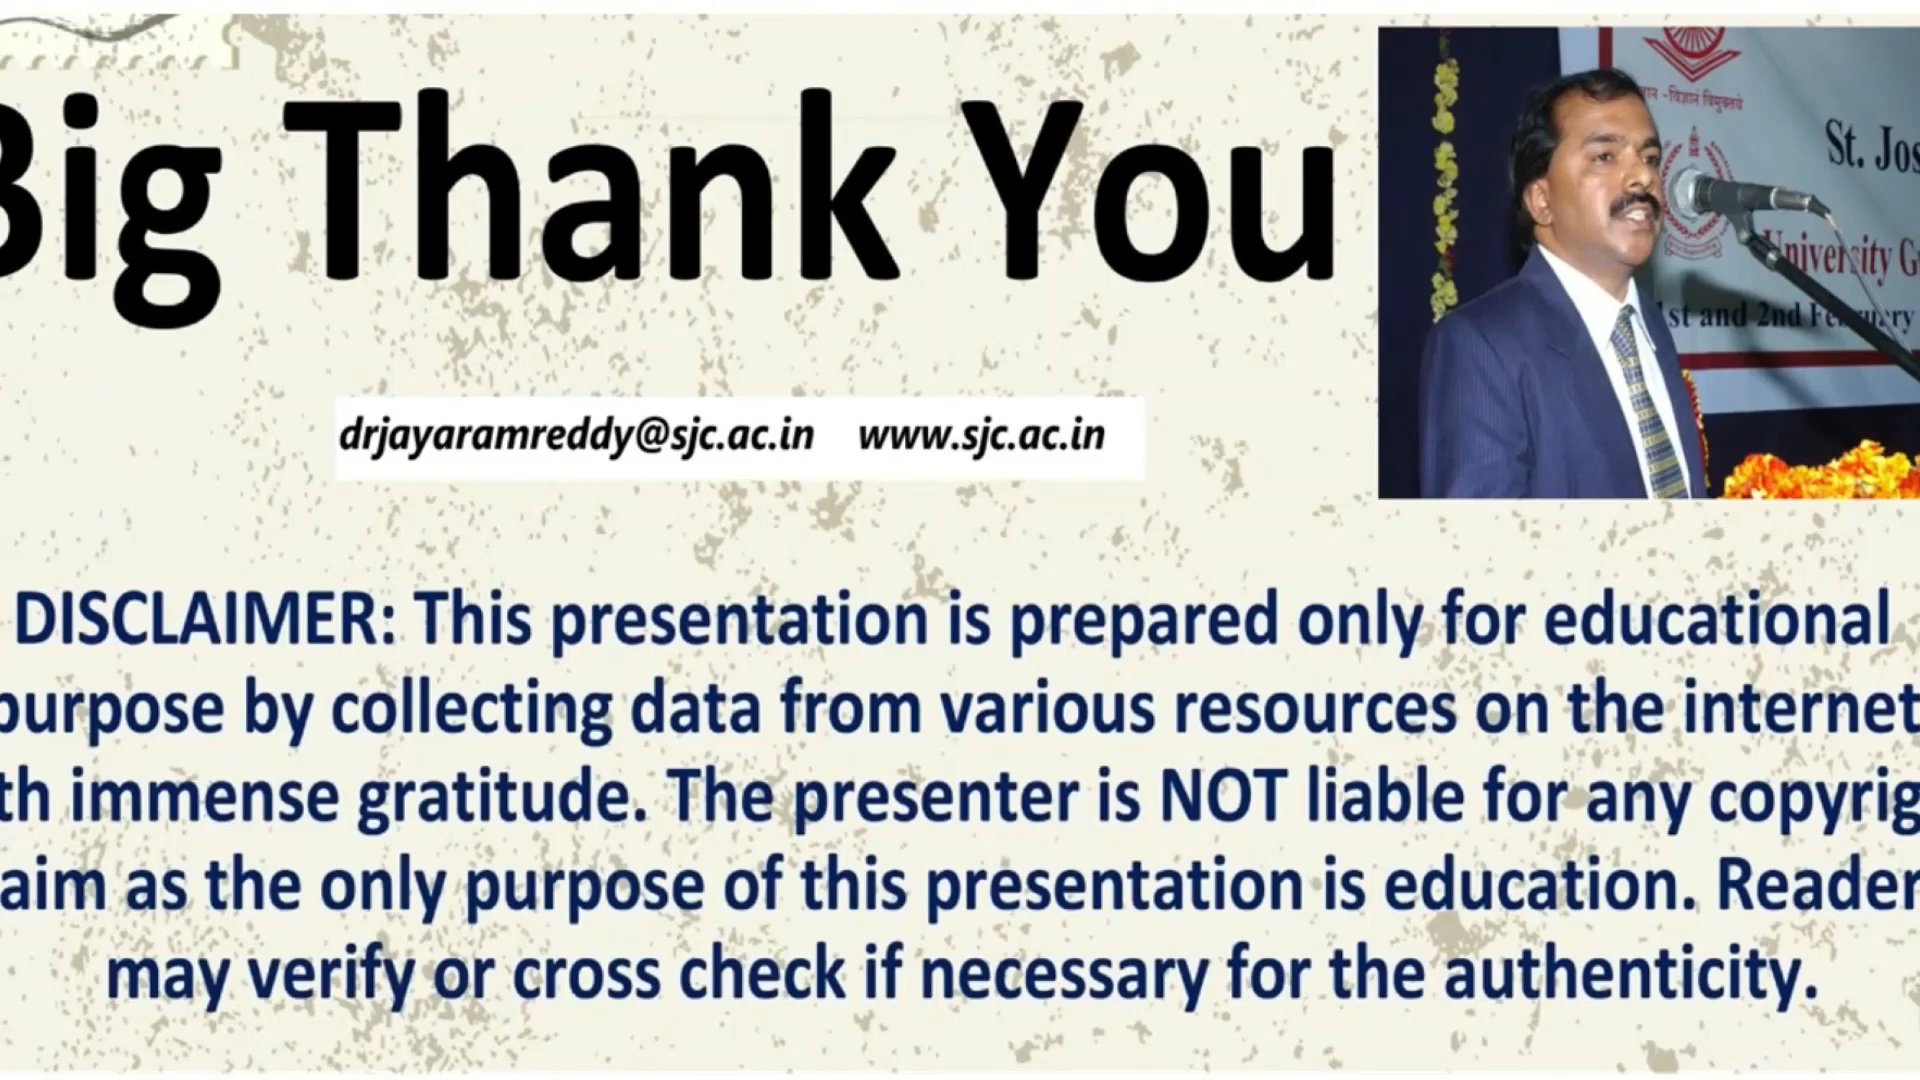 Big Thank You
-विज्ञानं विमुक्तये
St. Jos
University G
1st and 2nd February
drjayaramreddy@sjc.ac.in www.sjc.ac.in
DISCLAIMER: This presentation is prepared only for educational
purpose by collecting data from various resources on the internet
th immense gratitude. The presenter is NOT liable for any copyrig
aim as the only purpose of this presentation is education. Reader
may verify or cross check if necessary for the authenticity.